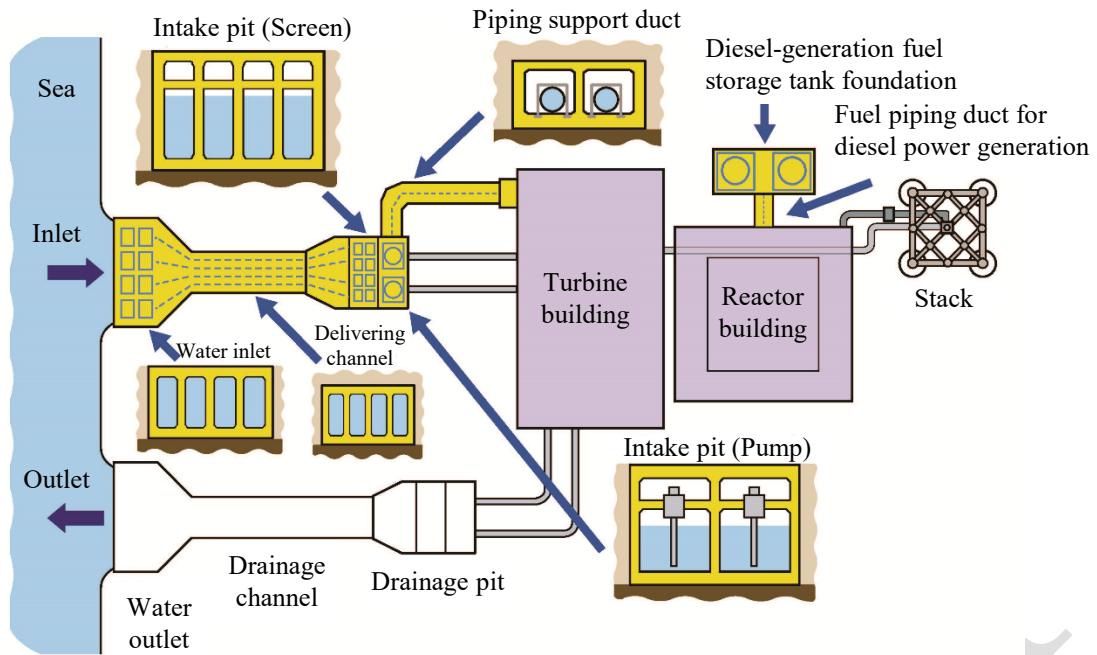 Intake pit (Screen)
Piping support duct
Diesel-generation fuel
storage tank foundation
Fuel piping duct for
diesel power generation
Sea
Inlet
Turbine
building
Reactor
building
Stack
Water inlet
Delivering
channel
Intake pit (Pump)
Outlet
Drainage
channel
Drainage pit
Water
outlet